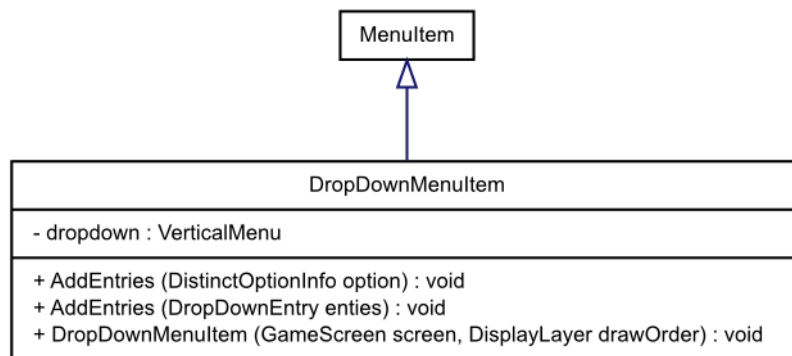 MenuItem
DropDownMenuItem
- dropdown : VerticalMenu
+ AddEntries (DistinctOptionInfo option) : void
+ AddEntries (DropDownEntry enties) : void
+ DropDownMenuItem (GameScreen screen, DisplayLayer drawOrder) : void